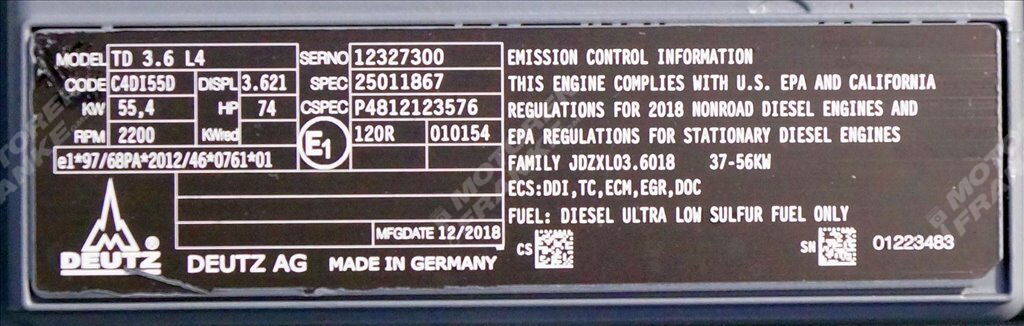 MODEL TD 3.6 L4
CODE C4DI55D DISPL 3.621
KW 55,4 HP 74
RPM 2200 KWred
e1*97/68PA*2012/46*0761*01
SERNO 12327300
SPEC 25011867
CSPEC P4812123576
E1 120R 010154
MFGDATE 12/2018
DEUTZ ®
DEUTZ AG MADE IN GERMANY
EMISSION CONTROL INFORMATION
THIS ENGINE COMPLIES WITH U.S. EPA AND CALIFORNIA
REGULATIONS FOR 2018 NONROAD DIESEL ENGINES AND
EPA REGULATIONS FOR STATIONARY DIESEL ENGINES
FAMILY JDZXL03.6018 37-56KW
ECS:DDI,TC,ECM,EGR,DOC
FUEL: DIESEL ULTRA LOW SULFUR FUEL ONLY
CS SN 01223483